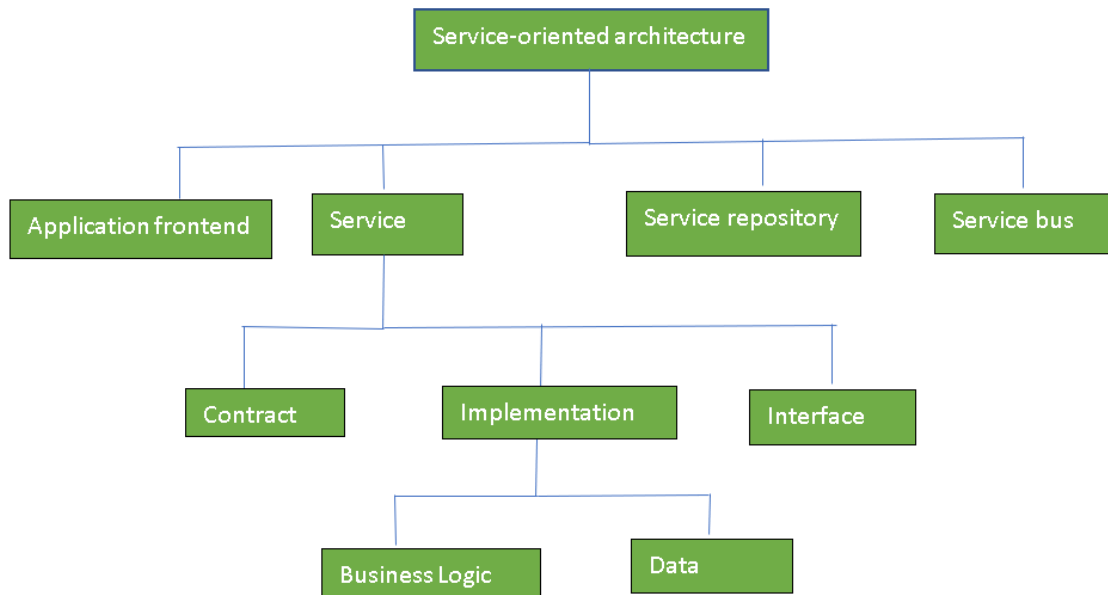 Service-oriented architecture
Application frontend
Service
Service repository
Service bus
Contract
Implementation
Interface
Business Logic
Data